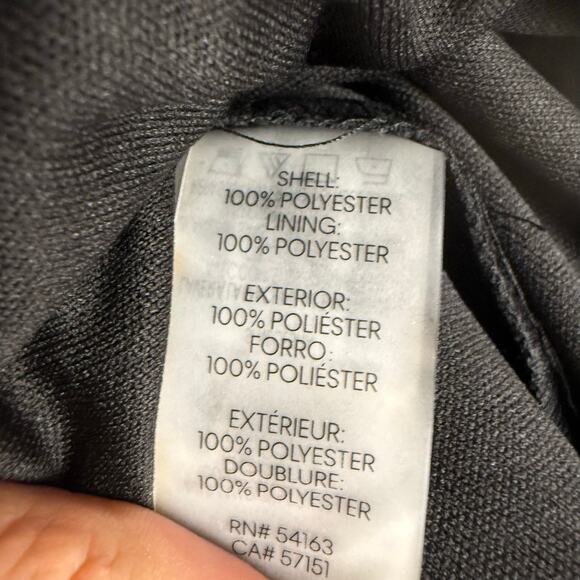 SHELL:
100% POLYESTER
LINING:
100% POLYESTER
EXTERIOR:
100% POLIÉSTER
FORRO:
100% POLIÉSTER
EXTÉRIEUR:
100% POLYESTER
DOUBLURE:
100% POLYESTER
RN# 54163
CA# 57151